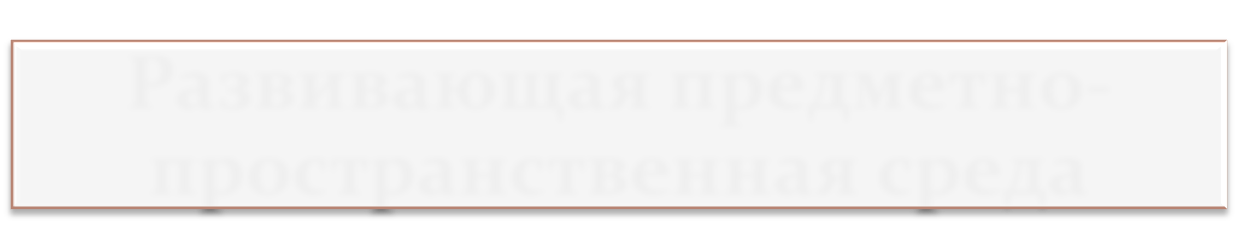 Развивающая предметно-
пространственная среда